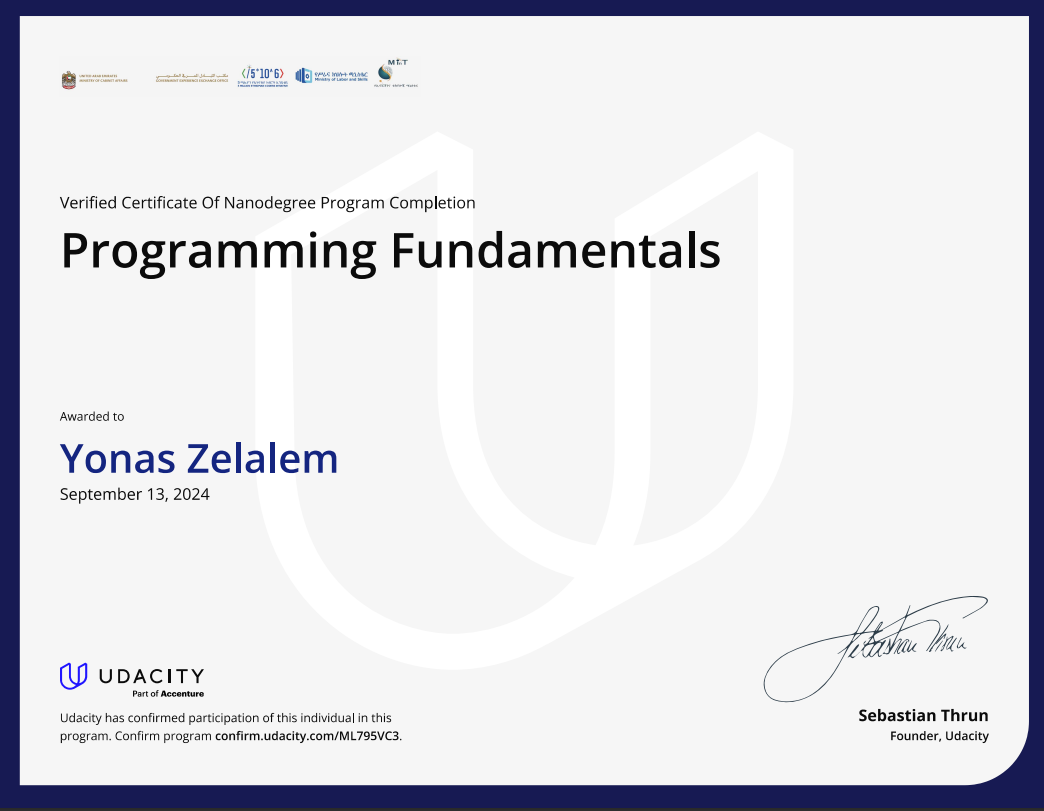 UNITED ARAB EMIRATES
MINISTRY OF CABINET AFFAIRS
GOVERNMENT EXPERIENCE EXCHANGE OFFICE
</5*10^6>
Ministry of Labor and Skills
MiT
Verified Certificate Of Nanodegree Program Completion
Programming Fundamentals
Awarded to
Yonas Zelalem
September 13, 2024
UDACITY
Part of Accenture
Udacity has confirmed participation of this individual in this
program. Confirm program confirm.udacity.com/ML795VC3.
Sebastian Thrun
Sebastian Thrun
Founder, Udacity